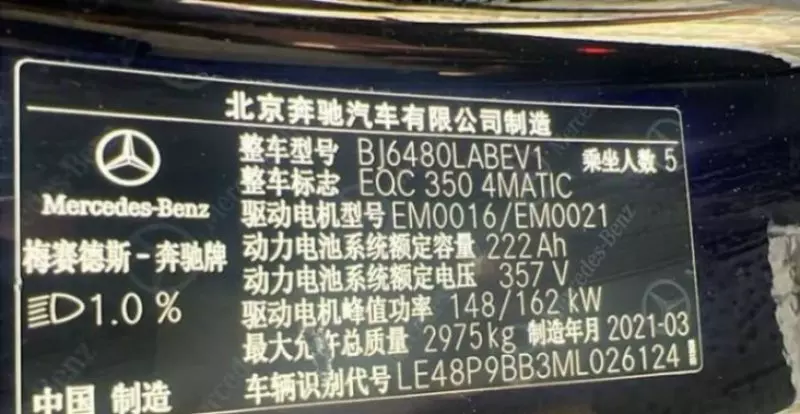 北京奔驰汽车有限公司制造
整车型号 BJ6480LABEV1 乘坐人数 5
整车标志 EQC 350 4MATIC
Mercedes-Benz
驱动电机型号 EM0016/EM0021
梅赛德斯-奔驰牌
动力电池系统额定容量 222 Ah
动力电池系统额定电压 357 V
1.0 %
驱动电机峰值功率 148/162 kW
最大允许总质量 2975kg 制造年月 2021-03
中国 制造
车辆识别代号 LE48P9BB3ML026124